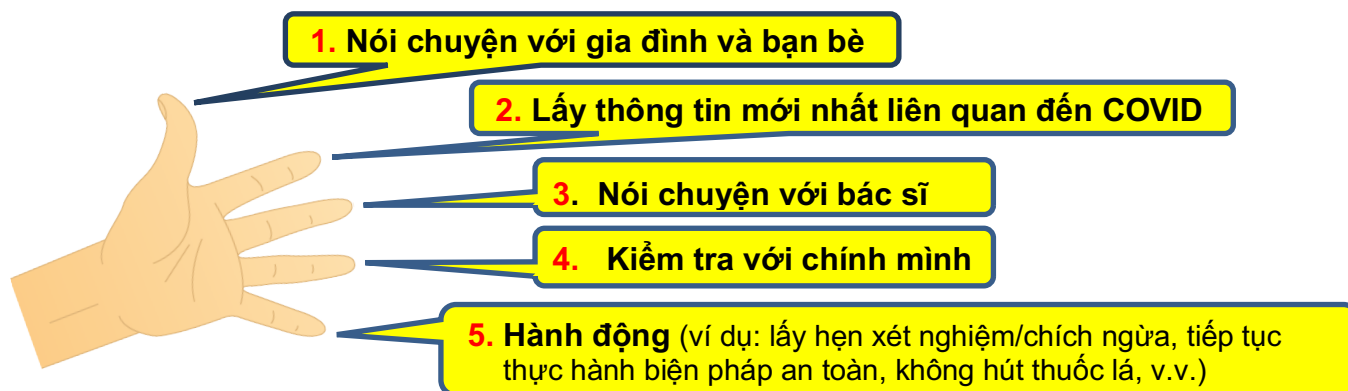 1. Nói chuyện với gia đình và bạn bè
2. Lấy thông tin mới nhất liên quan đến COVID
3. Nói chuyện với bác sĩ
4. Kiểm tra với chính mình
5. Hành động (ví dụ: lấy hẹn xét nghiệm/chích ngừa, tiếp tục
thực hành biện pháp an toàn, không hút thuốc lá, v.v.)